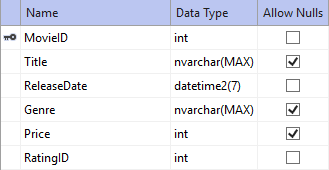 Name Data Type Allow Nulls
MovieID int
Title nvarchar(MAX)
ReleaseDate datetime2(7)
Genre nvarchar(MAX)
Price int
RatingID int